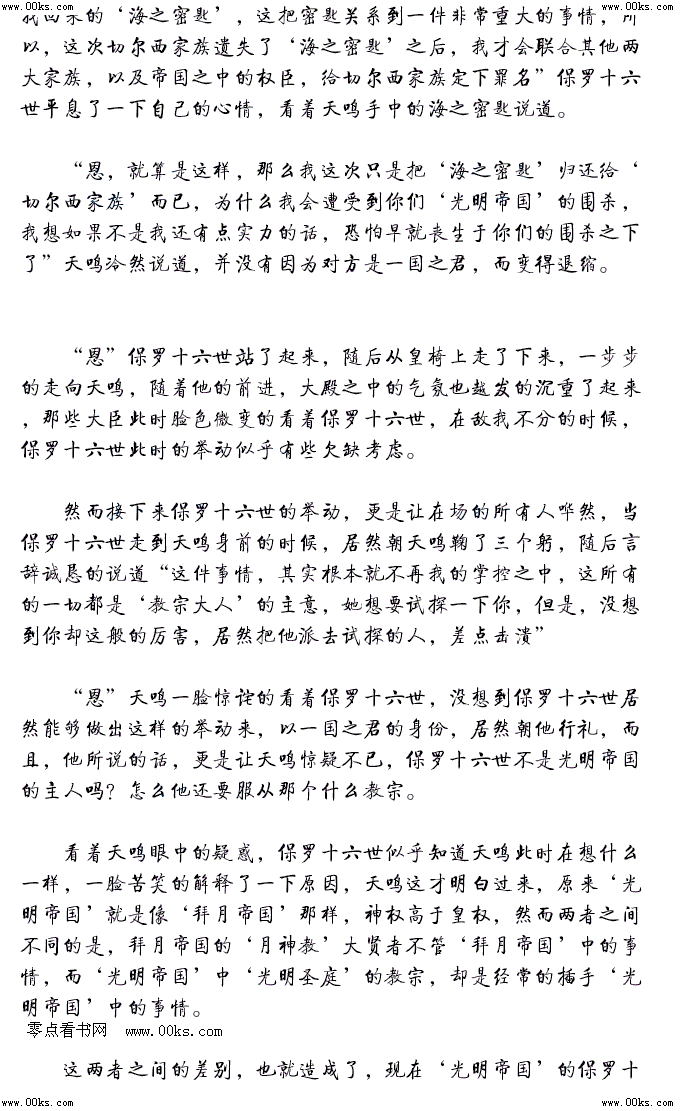 www.00ks.com www.00ks.com
我回来的‘海之密匙’，这把密匙关系到一件非常重大的事情，所
以，这次切尔西家族遗失了‘海之密匙’之后，我才会联合其他两
大家族，以及帝国之中的权臣，给切尔西家族定下罪名”保罗十六
世平息了一下自己的心情，看着天鸣手中的海之密匙说道。
“恩，就算是这样，那么我这次只是把‘海之密匙’归还给‘
切尔西家族’而已，为什么我会遭受到你们‘光明帝国’的围杀，
我想如果不是我还有点实力的话，恐怕早就丧生于你们的围杀之下
了”天鸣冷然说道，并没有因为对方是一国之君，而变得退缩。
“恩”保罗十六世站了起来，随后从皇椅上走了下来，一步步
的走向天鸣，随着他的前进，大殿之中的气氛也越发的沉重了起来
，那些大臣此时脸色微变的看着保罗十六世，在敌我不分的时候，
保罗十六世此时的举动似乎有些欠缺考虑。
然而接下来保罗十六世的举动，更是让在场的所有人哗然，当
保罗十六世走到天鸣身前的时候，居然朝天鸣鞠了三个躬，随后言
辞诚恳的说道“这件事情，其实根本就不再我的掌控之中，这所有
的一切都是‘教宗大人’的主意，她想要试探一下你，但是，没想
到你却这般的厉害，居然把他派去试探的人，差点击溃”
“恩”天鸣一脸惊诧的看着保罗十六世，没想到保罗十六世居
然能够做出这样的举动来，以一国之君的身份，居然朝他行礼，而
且，他所说的话，更是让天鸣惊疑不已，保罗十六世不是光明帝国
的主人吗？怎么他还要服从那个什么教宗。
看着天鸣眼中的疑惑，保罗十六世似乎知道天鸣此时在想什么
一样，一脸苦笑的解释了一下原因，天鸣这才明白过来，原来‘光
明帝国’就是像‘拜月帝国’那样，神权高于皇权，然而两者之间
不同的是，拜月帝国的‘月神教’大贤者不管‘拜月帝国’中的事
情，而‘光明帝国’中‘光明圣庭’的教宗，却是经常的插手‘光
明帝国’中的事情。
零点看书网 www.00ks.com
这两者之间的差别，也就造成了，现在‘光明帝国’的保罗十
www.00ks.com www.00ks.com